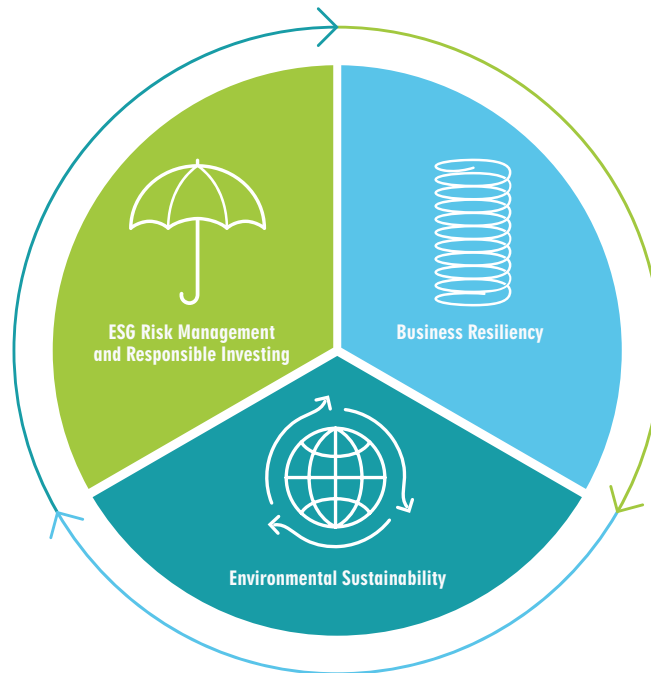 ESG Risk Management
and Responsible Investing
Business Resiliency
Environmental Sustainability